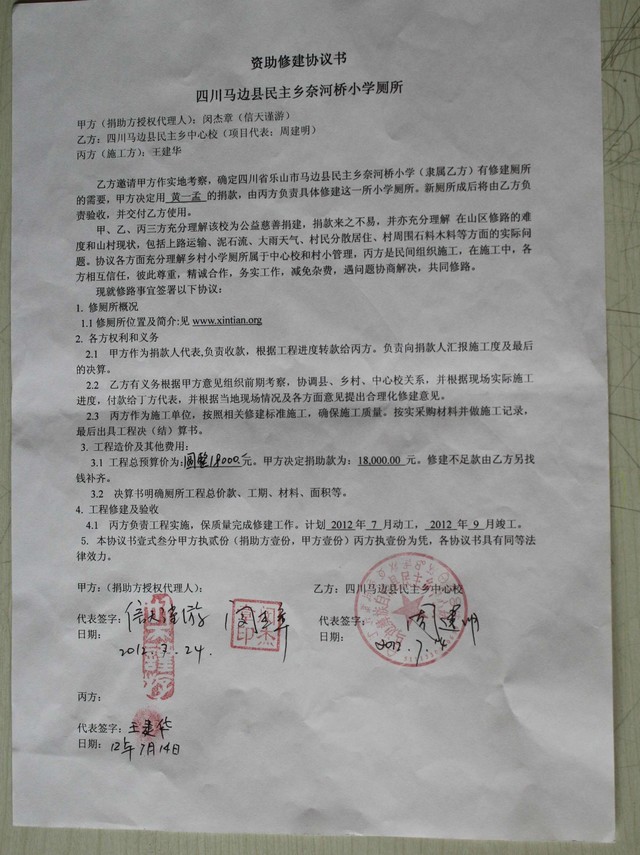 资助修建协议书
四川马边县民主乡奈河桥小学厕所
甲方（捐助方授权代理人）：闵杰章（信天谨游）
乙方：四川马边县民主乡中心校（项目代表：周建明）
丙方（施工方）：王建华
乙方邀请甲方作实地考察，确定四川省乐山市马边县民主乡奈河桥小学（隶属乙方）有修建厕所
的需要，甲方决定用 黄一孟 的捐款，由丙方负责具体修建这一所小学厕所。新厕所成后将由乙方负
责验收，并交付乙方使用。
甲、乙、丙三方充分理解该校为公益慈善捐建，捐款来之不易，并亦充分理解 在山区修路的难
度和山村现状，包括上路运输、泥石流、大雨天气、村民分散居住、村周围石料木料等方面的实际问
题。协议各方面充分理解乡村小学厕所属于中心校和村小管理，丙方是民间组织施工，在施工中，各
方相互信任，彼此尊重，精诚合作，务实工作，减免杂费，遇问题协商解决，共同修路。
现就修路事宜签署以下协议：
1. 修厕所概况
1.1 修厕所位置及简介:见 www.xintian.org
2. 各方权利和义务
2.1 甲方作为捐款人代表,负责收款，根据工程进度转款给丙方。负责向捐款人汇报施工度及最后
的决算。
2.2 乙方有义务根据甲方意见组织前期考察，协调县、乡村、中心校关系，并根据现场实际施工
进度，付款给丁方代表，并根据当地现场情况及各方面意见提出合理化修建意见。
2.3 丙方作为施工单位，按照相关修建标准施工，确保施工质量。按实采购材料并做施工记录，
最后出具工程决（结）算书。
3. 工程造价及其他费用：
3.1 工程总预算价为:圆整18000元。甲方决定捐助款为：18,000.00 元。修建不足款由乙方另找
钱补齐。
3.2 决算书明确厕所工程总价款、工期、材料、面积等。
4. 工程修建及验收
4.1 丙方负责工程实施，保质量完成修建工作。计划 2012 年 7 月动工，2012 年 9 月竣工。
5. 本协议书壹式叁分甲方执贰份（捐助方壹份，甲方壹份）丙方执壹份为凭，各协议书具有同等法
律效力。
甲方：（捐助方授权代理人）： 乙方：四川马边县民主乡中心校
代表签字：信天谨游 代表签字：周建明
日期： 2012.7.24. 日期： 2012.7.
丙方：
代表签字：王建华
日期：12年7月14日